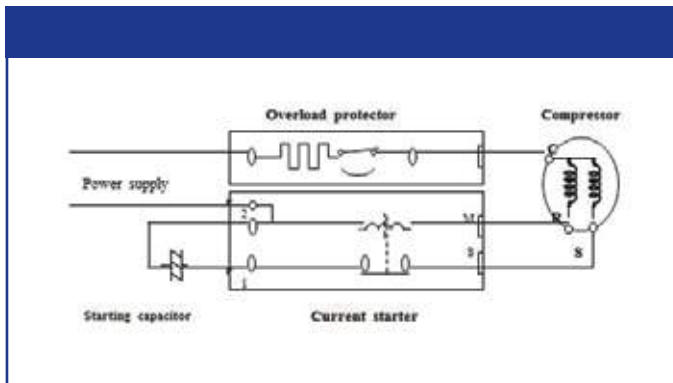 Overload protector
Compressor
C
Power supply
2
M
R
S
S
1
Starting capacitor
Current starter